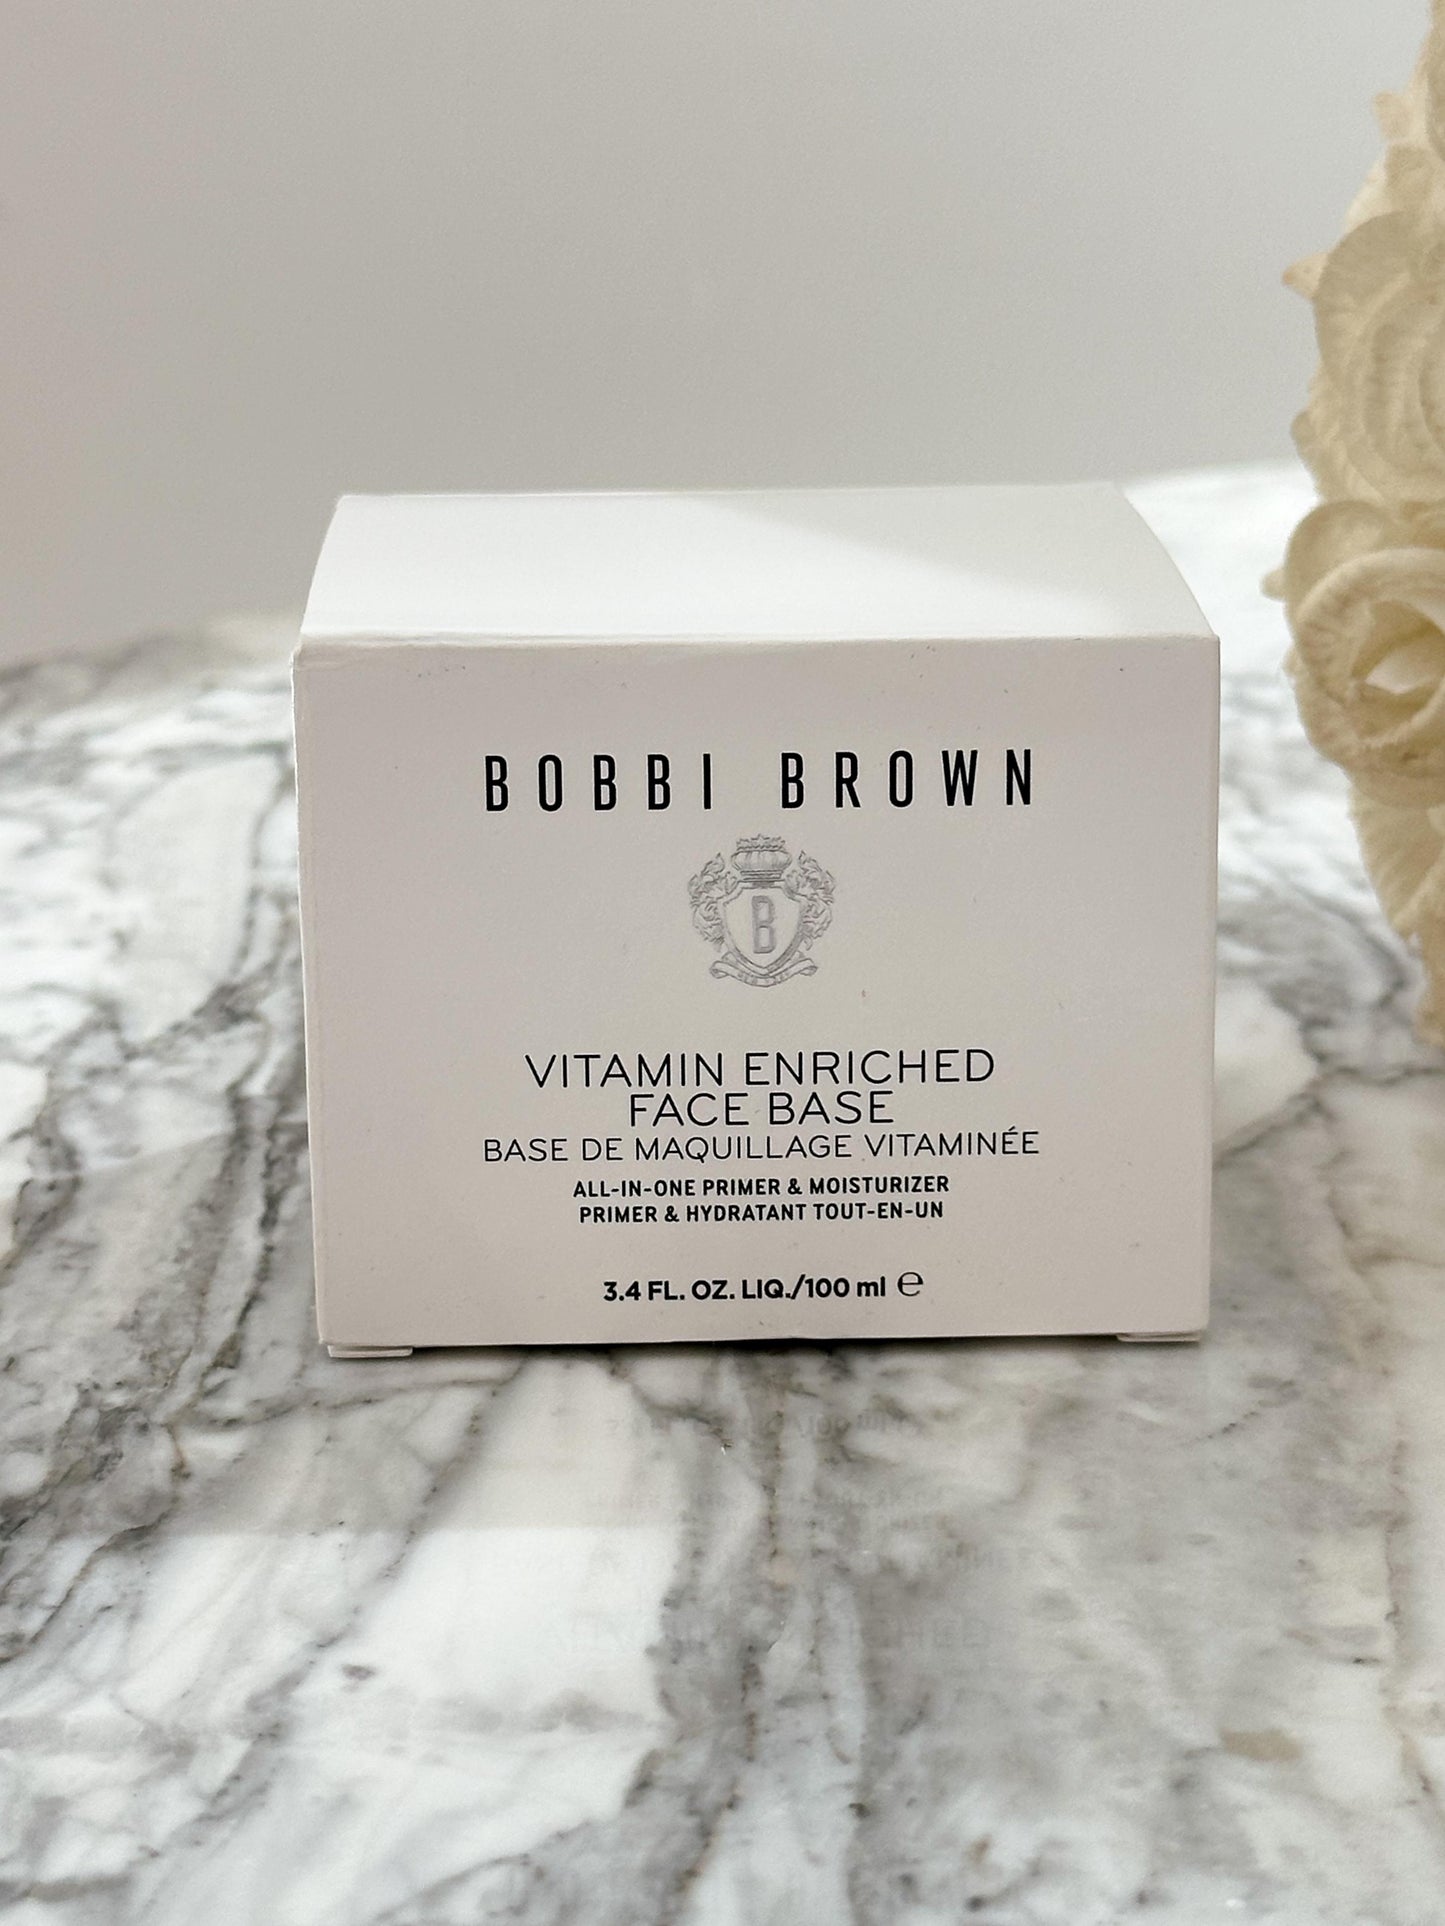 BOBBI BROWN
B
VITAMIN ENRICHED
FACE BASE
BASE DE MAQUILLAGE VITAMINÉE
ALL-IN-ONE PRIMER & MOISTURIZER
PRIMER & HYDRATANT TOUT-EN-UN
3.4 FL. OZ. LIQ./100 ml ℮